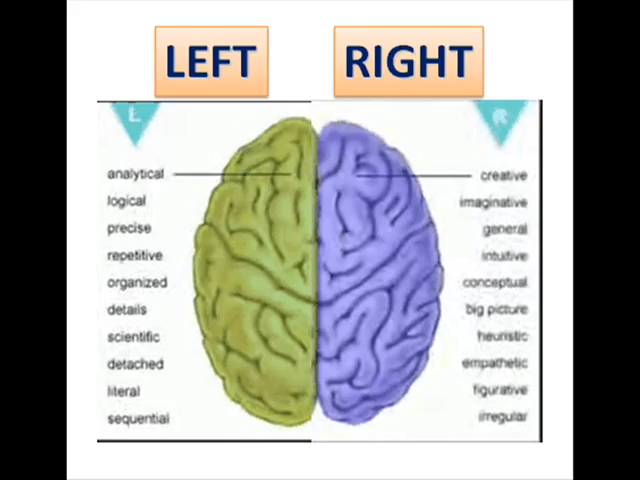 LEFT RIGHT
L R
analytical creative
logical imaginative
precise general
repetitive intuitive
organized conceptual
details big picture
scientific heuristic
detached empathetic
literal figurative
sequential irregular